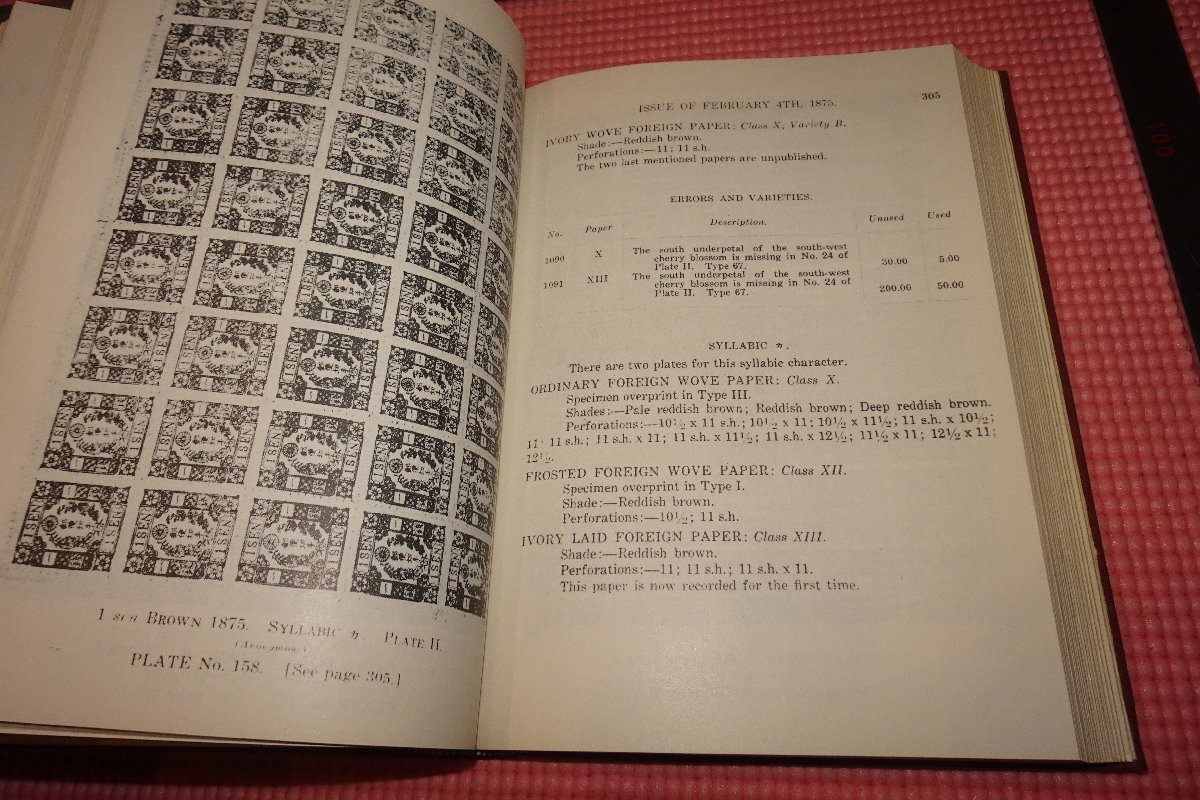 1 sen BROWN 1875. SYLLABIC カ. PLATE II.
(Anonymous)
PLATE No. 158. [See page 305.]
ISSUE OF FEBRUARY 4TH, 1875. 305
IVORY WOVE FOREIGN PAPER: Class X, Variety B.
Shade:—Reddish brown.
Perforations:—11; 11 s.h.
The two last mentioned papers are unpublished.
ERRORS AND VARIETIES.
No. Paper Description. Unused Used
1090 X The south underpetal of the south-west
cherry blossom is missing in No. 24 of
Plate II. Type 67. 30.00 5.00
1091 XIII The south underpetal of the south-west
cherry blossom is missing in No. 24 of
Plate II. Type 67. 200.00 50.00
SYLLABIC カ.
There are two plates for this syllabic character.
ORDINARY FOREIGN WOVE PAPER: Class X.
Specimen overprint in Type III.
Shades:—Pale reddish brown; Reddish brown; Deep reddish brown.
Perforations:—10½ x 11 s.h.; 10½ x 11; 10½ x 11½; 11 s.h. x 10½;
11; 11 s.h.; 11 s.h. x 11; 11 s.h. x 11½; 11 s.h. x 12½; 11½ x 11; 12½ x 11;
12½.
FROSTED FOREIGN WOVE PAPER: Class XII.
Specimen overprint in Type I.
Shade:—Reddish brown.
Perforations:—10½; 11 s.h.
IVORY LAID FOREIGN PAPER: Class XIII.
Shade:—Reddish brown.
Perforations:—11; 11 s.h.; 11 s.h. x 11.
This paper is now recorded for the first time.
100